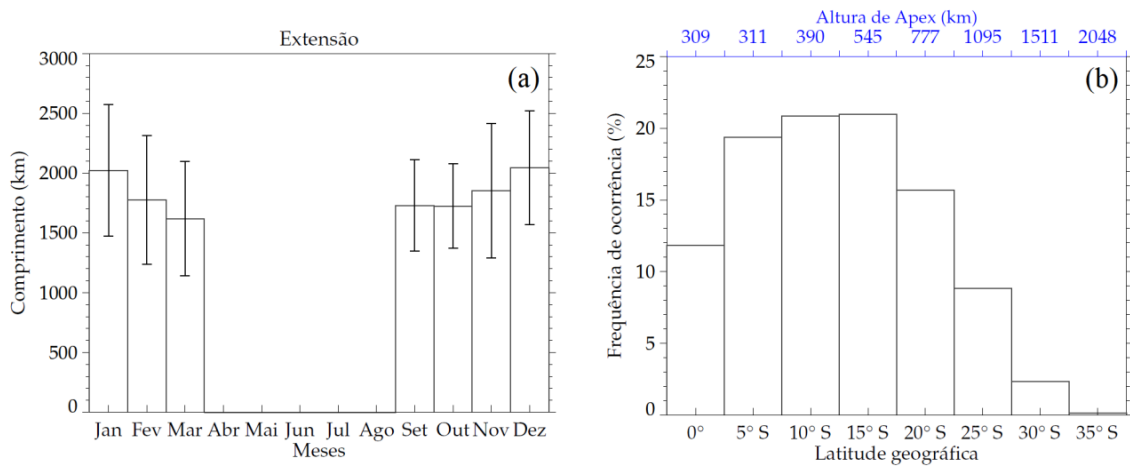 Extensão
(a)
Comprimento (km)
3000
2500
2000
1500
1000
500
0
Jan Fev Mar Abr Mai Jun Jul Ago Set Out Nov Dez
Meses
Altura de Apex (km)
309 311 390 545 777 1095 1511 2048
(b)
Frequência de ocorrência (%)
25
20
15
10
5
0
0° 5° S 10° S 15° S 20° S 25° S 30° S 35° S
Latitude geográfica